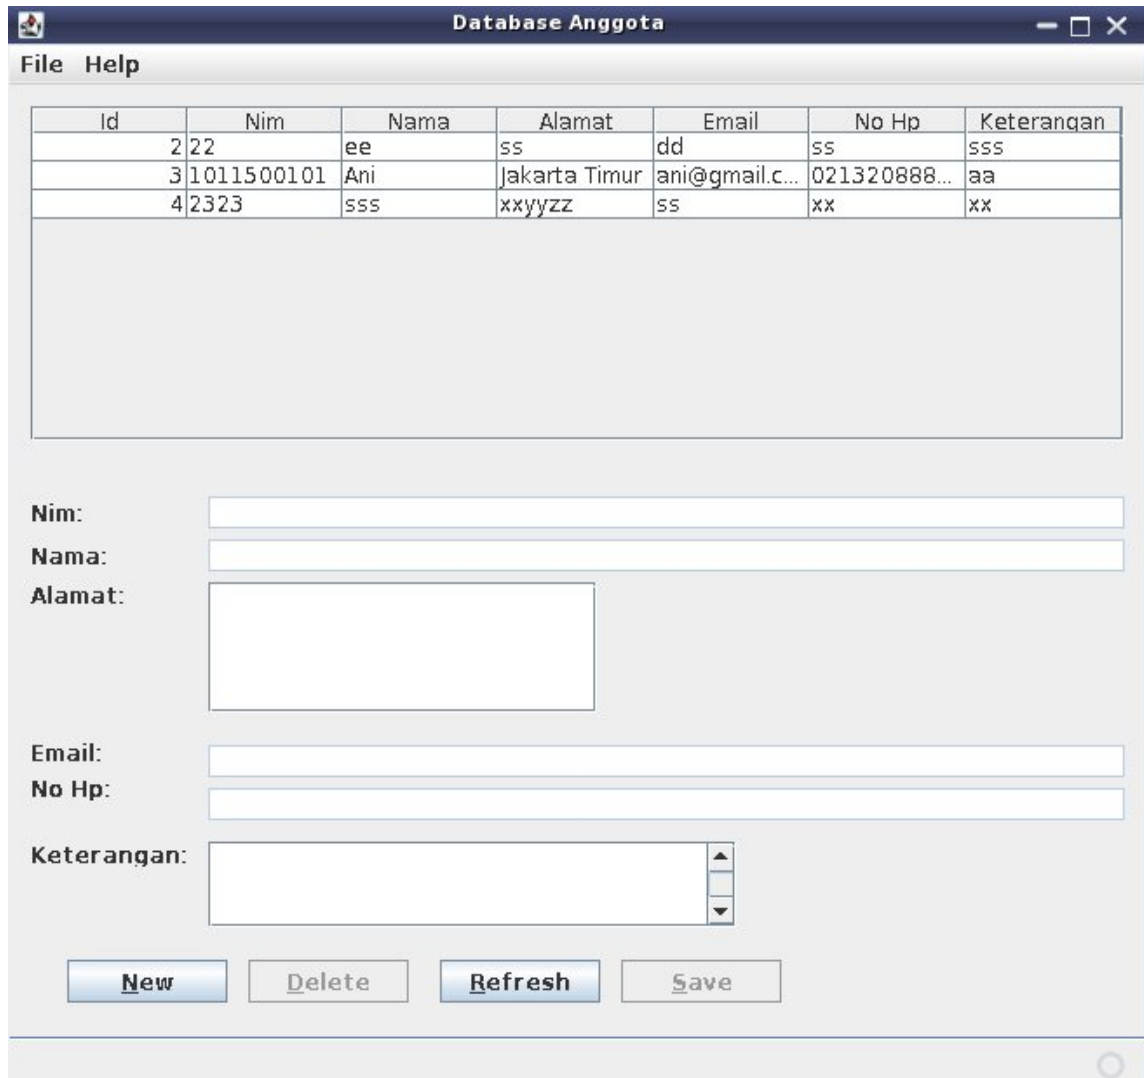 Database Anggota
File Help
Id Nim Nama Alamat Email No Hp Keterangan
2 22 ee ss dd ss sss
3 1011500101 Ani Jakarta Timur ani@gmail.c... 021320888... aa
4 2323 sss xxyyzz ss xx xx
Nim:
Nama:
Alamat:
Email:
No Hp:
Keterangan:
New Delete Refresh Save